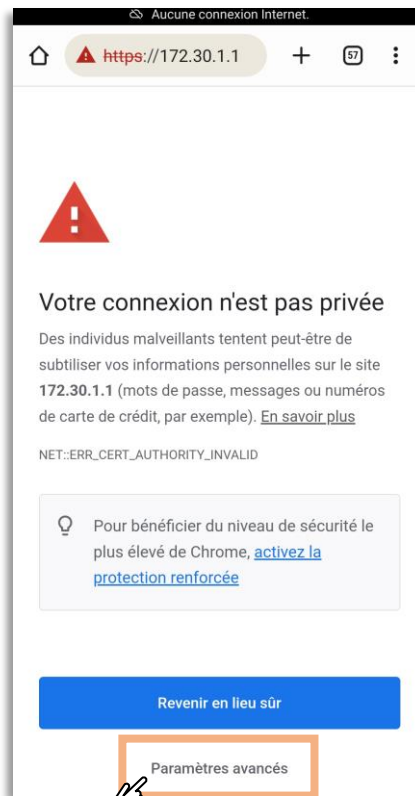 Aucune connexion Internet.
https://172.30.1.1
57
Votre connexion n'est pas privée
Des individus malveillants tentent peut-être de
subtiliser vos informations personnelles sur le site
172.30.1.1 (mots de passe, messages ou numéros
de carte de crédit, par exemple). En savoir plus
NET::ERR_CERT_AUTHORITY_INVALID
Pour bénéficier du niveau de sécurité le
plus élevé de Chrome, activez la
protection renforcée
Revenir en lieu sûr
Paramètres avancés